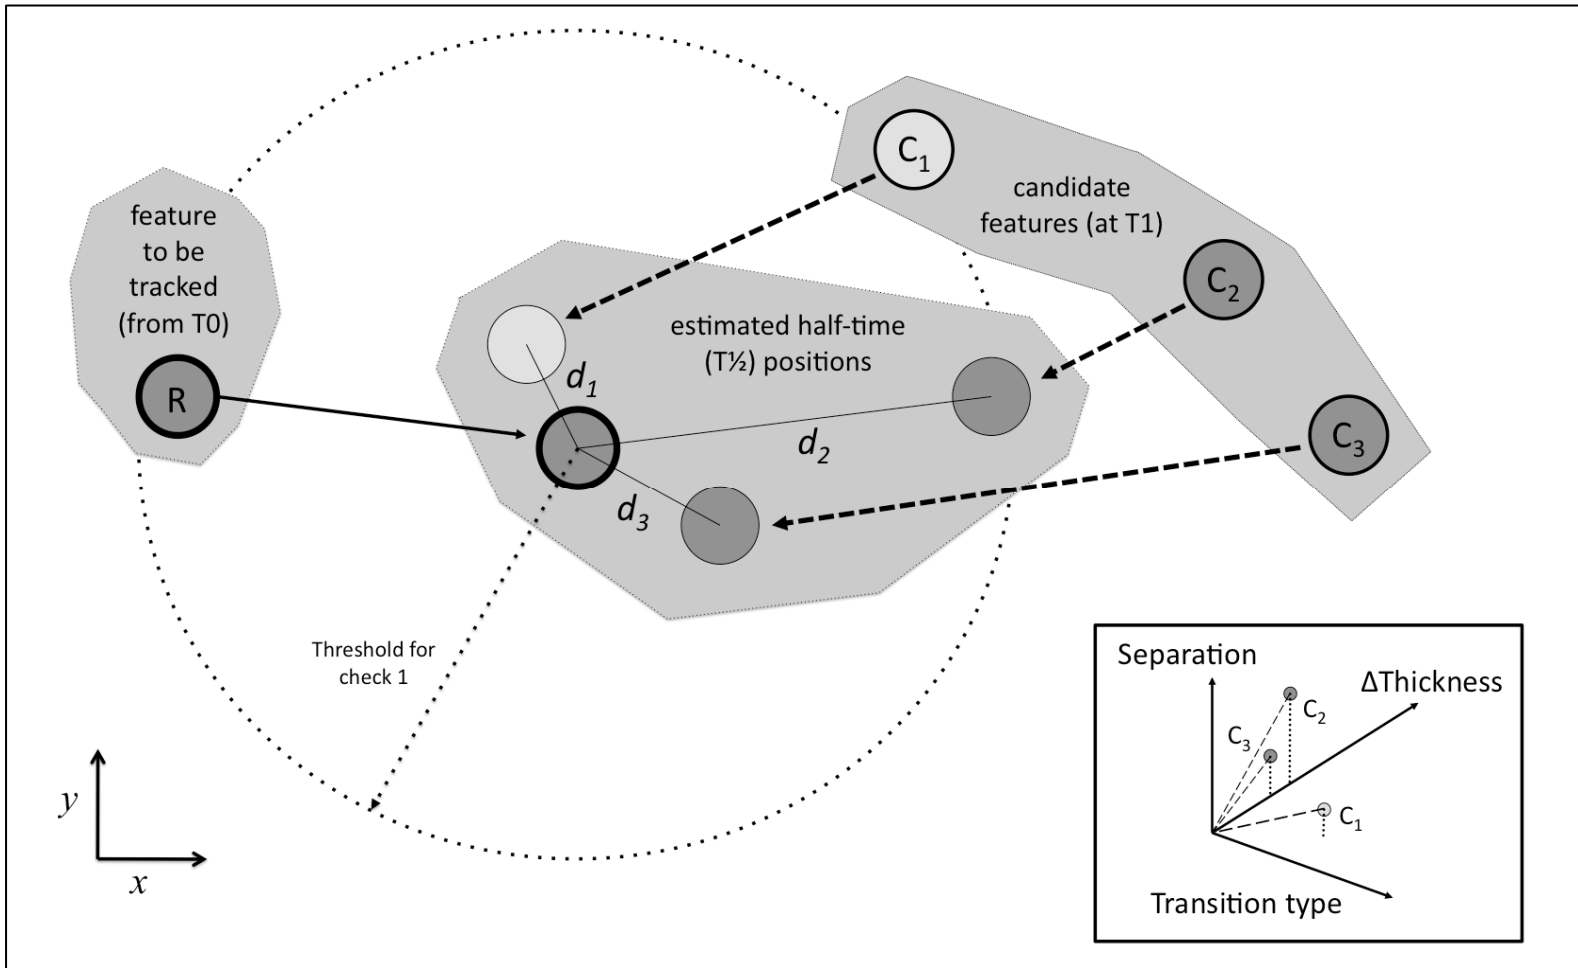 feature
to be
tracked
(from T0)
R
C1
candidate
features (at T1)
C2
C3
estimated half-time
(T½) positions
d1
d2
d3
Threshold for
check 1
y
x
Separation
ΔThickness
C2
C3
C1
Transition type